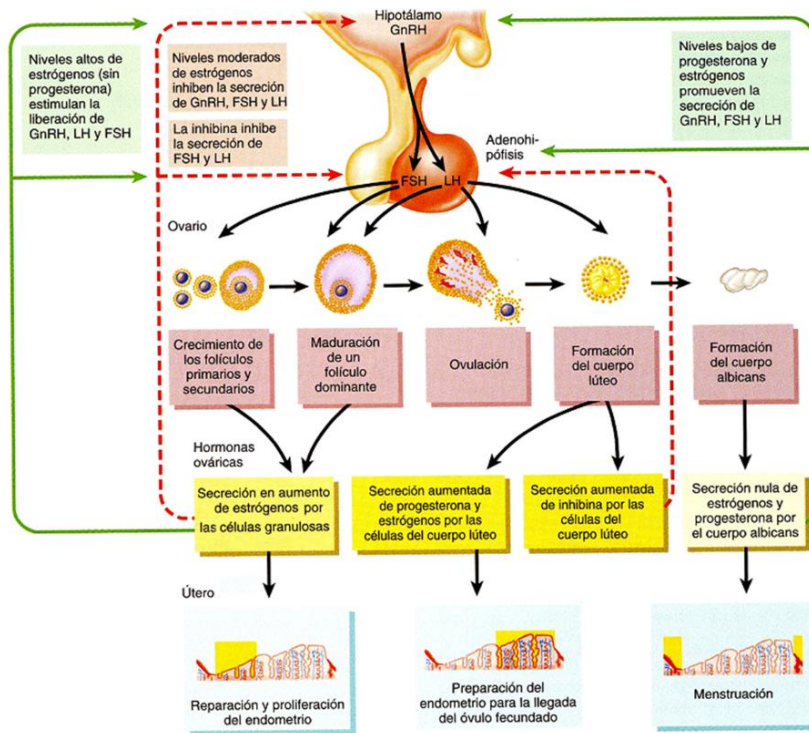 Hipotálamo
GnRH
Niveles altos de
estrógenos (sin
progesterona)
estimulan la
liberación de
GnRH, LH y FSH
Niveles moderados
de estrógenos
inhiben la secreción
de GnRH, FSH y LH
La inhibina inhibe
la secreción de
FSH y LH
Niveles bajos de
progesterona y
estrógenos
promueven la
secreción de
GnRH, FSH y LH
Adenohi-
pófisis
FSH LH
Ovario
Crecimiento de
los folículos
primarios y
secundarios
Maduración
de un
folículo
dominante
Ovulación
Formación
del cuerpo
lúteo
Formación
del cuerpo
albicans
Hormonas
ováricas
Secreción en aumento
de estrógenos por
las células granulosas
Secreción aumentada
de progesterona y
estrógenos por las
células del cuerpo lúteo
Secreción aumentada
de inhibina por las
células del
cuerpo lúteo
Secreción nula de
estrógenos y
progesterona por
el cuerpo albicans
Útero
Reparación y proliferación
del endometrio
Preparación del
endometrio para la llegada
del óvulo fecundado
Menstruación